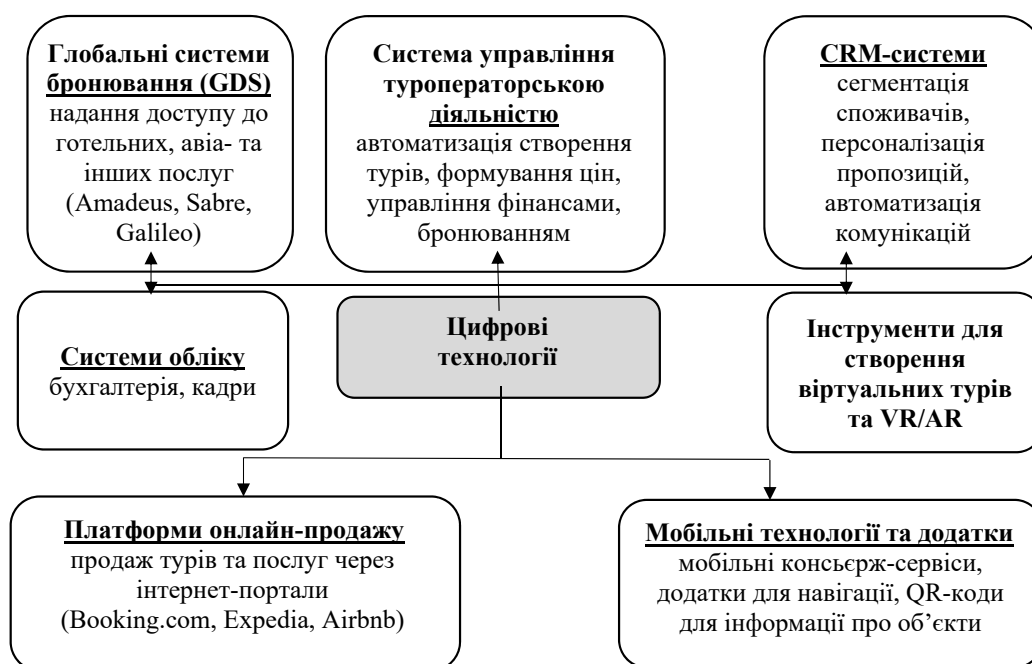 Глобальні системи
бронювання (GDS)
надання доступу до
готельних, авіа- та
інших послуг
(Amadeus, Sabre,
Galileo)
Система управління
туроператорською
діяльністю
автоматизація створення
турів, формування цін,
управління фінансами,
бронюванням
CRM-системи
сегментація
споживачів,
персоналізація
пропозицій,
автоматизація
комунікацій
Системи обліку
бухгалтерія, кадри
Цифрові
технології
Інструменти для
створення
віртуальних турів
та VR/AR
Платформи онлайн-продажу
продаж турів та послуг через
інтернет-портали
(Booking.com, Expedia, Airbnb)
Мобільні технології та додатки
мобільні консьєрж-сервіси,
додатки для навігації, QR-коди
для інформації про об’єкти